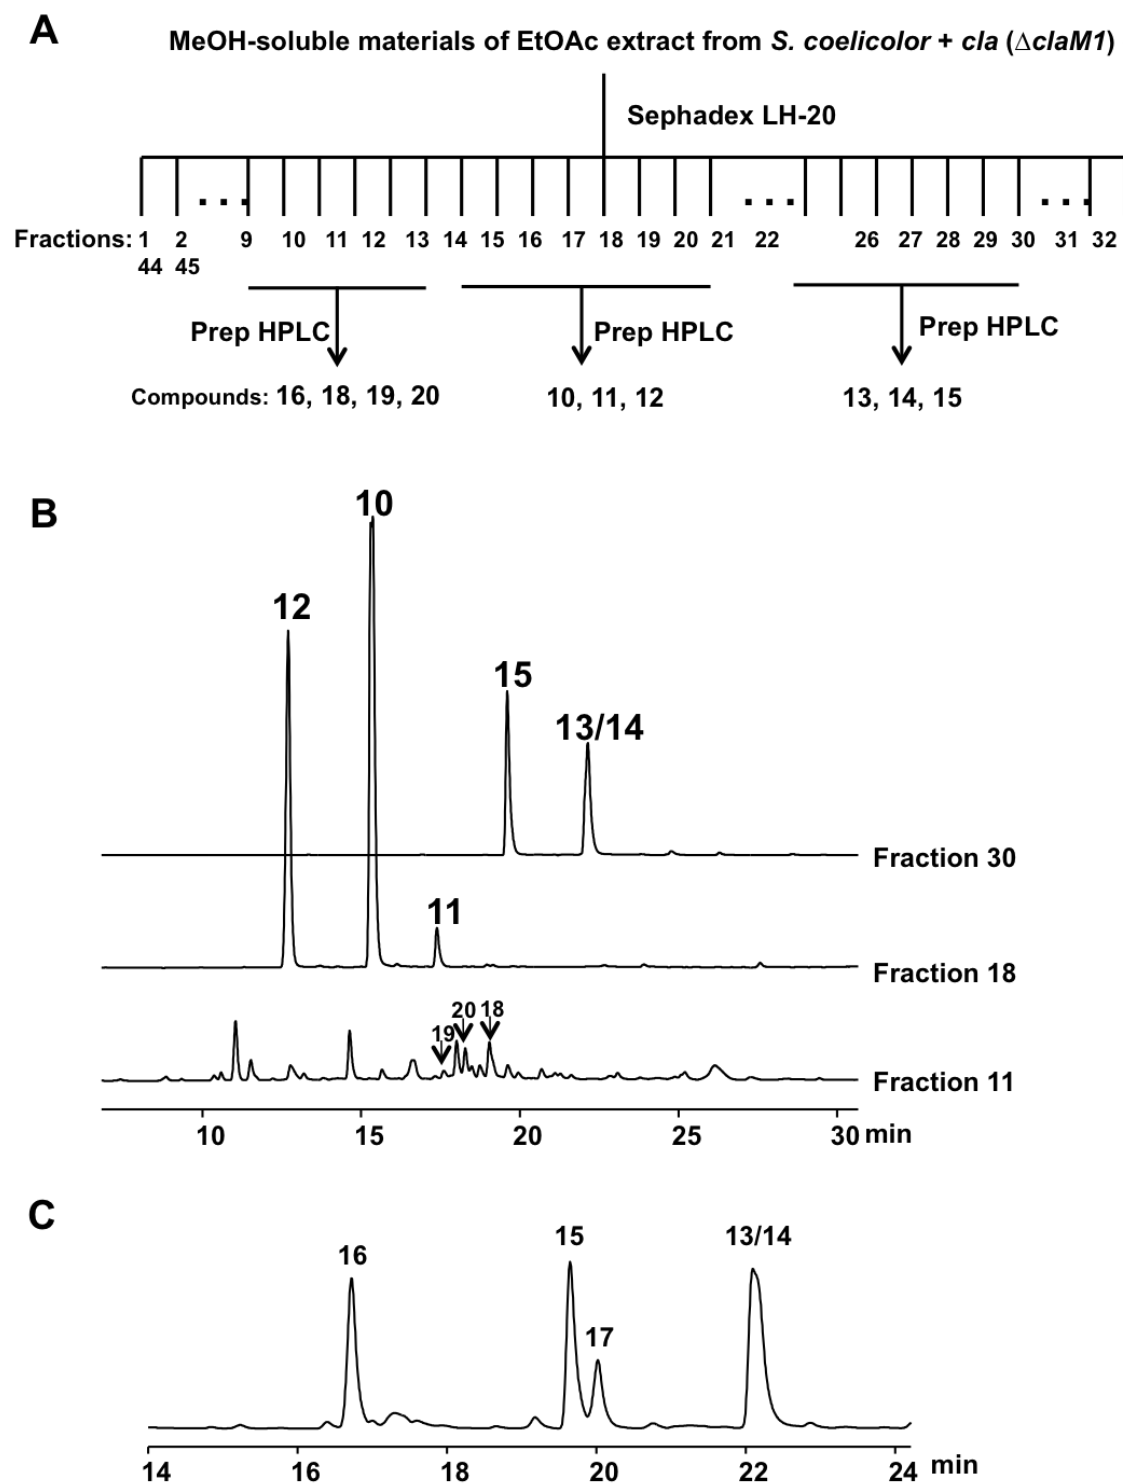 A
MeOH-soluble materials of EtOAc extract from S. coelicolor + cla (ΔclaM1)
Sephadex LH-20
... ... ...
Fractions: 1 2 9 10 11 12 13 14 15 16 17 18 19 20 21 22 26 27 28 29 30 31 32
44 45
Prep HPLC Prep HPLC Prep HPLC
Compounds: 16, 18, 19, 20 10, 11, 12 13, 14, 15
B
10
12
15
13/14
Fraction 30
11
Fraction 18
19 20 18
Fraction 11
10 15 20 25 30 min
C
16 15 17 13/14
14 16 18 20 22 24 min